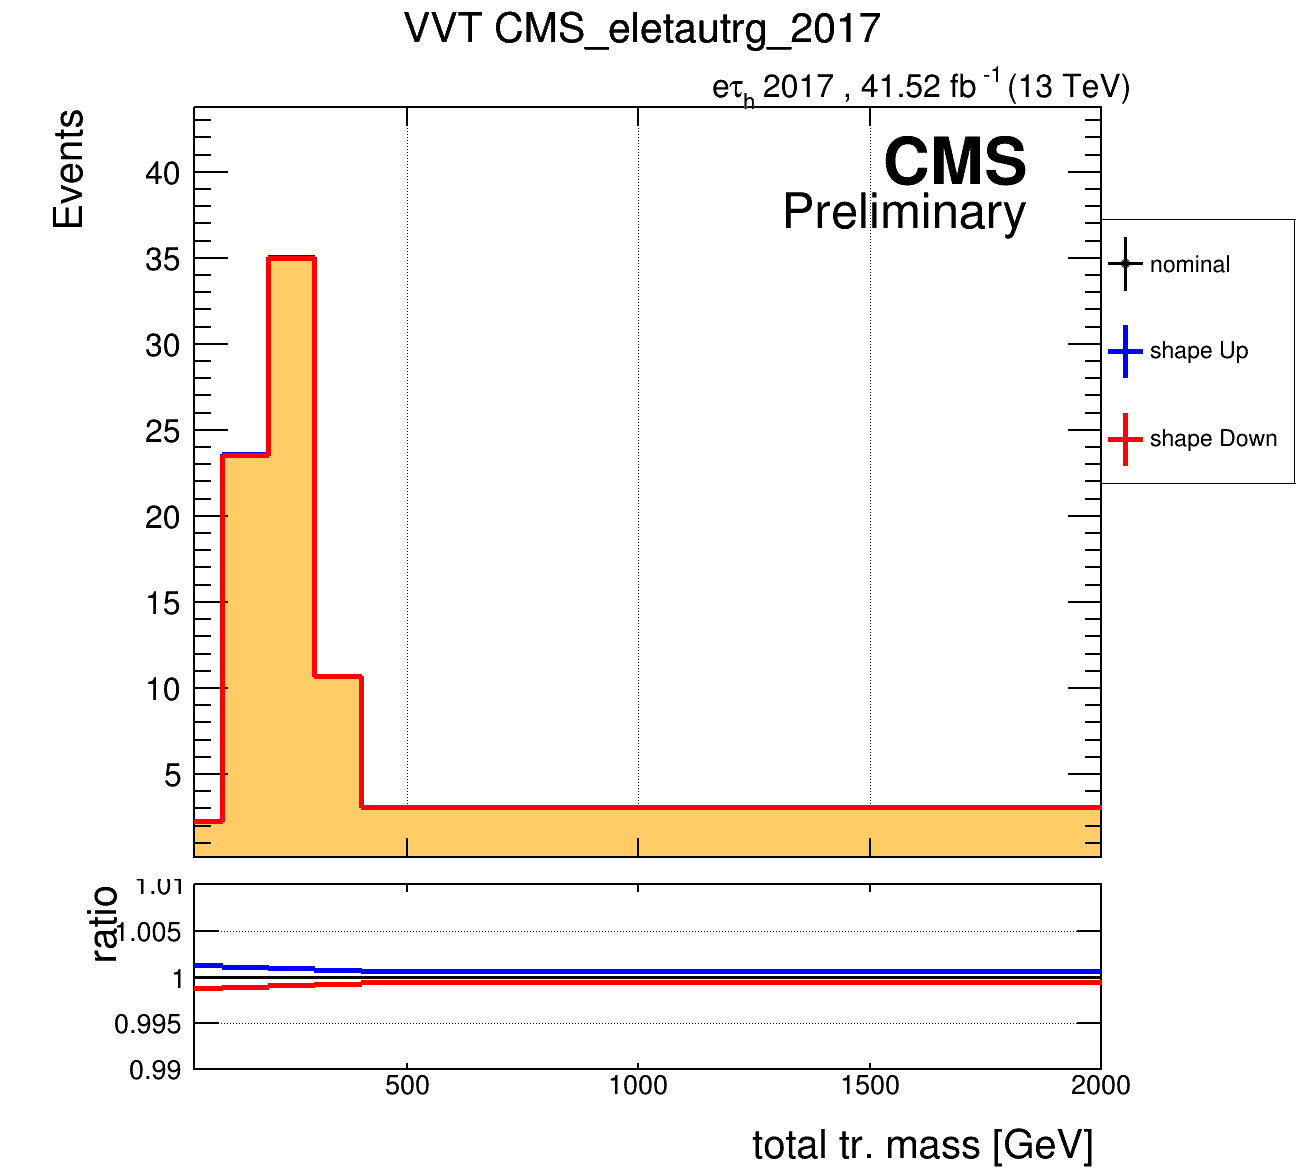 VVT CMS_eletautrg_2017
eτh 2017 , 41.52 fb-1 (13 TeV)
Events
CMS
Preliminary
40
35
30
25
20
15
10
5
nominal
shape Up
shape Down
ratio
1.01
1.005
1
0.995
0.99
500 1000 1500 2000
total tr. mass [GeV]